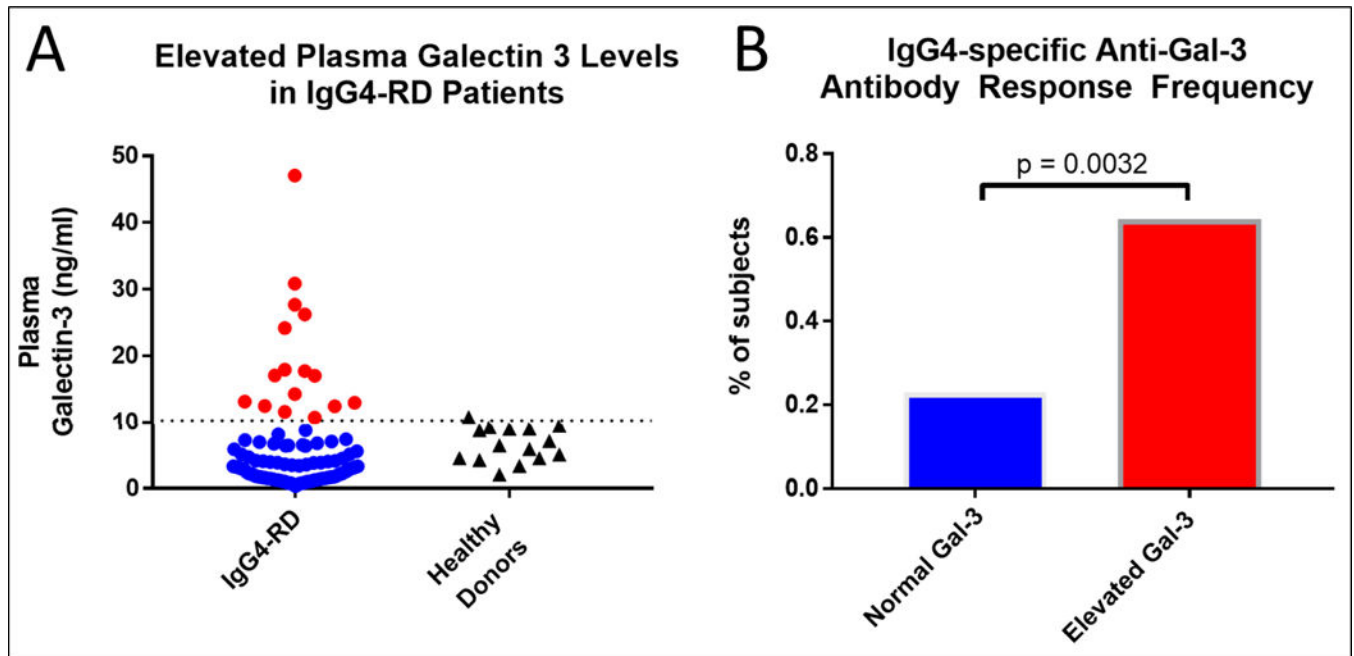 A
Elevated Plasma Galectin 3 Levels
in IgG4-RD Patients
Plasma
Galectin-3 (ng/ml)
50
40
30
20
10
0
IgG4-RD
Healthy
Donors
B
IgG4-specific Anti-Gal-3
Antibody Response Frequency
% of subjects
0.8
0.6
0.4
0.2
0.0
p = 0.0032
Normal Gal-3
Elevated Gal-3